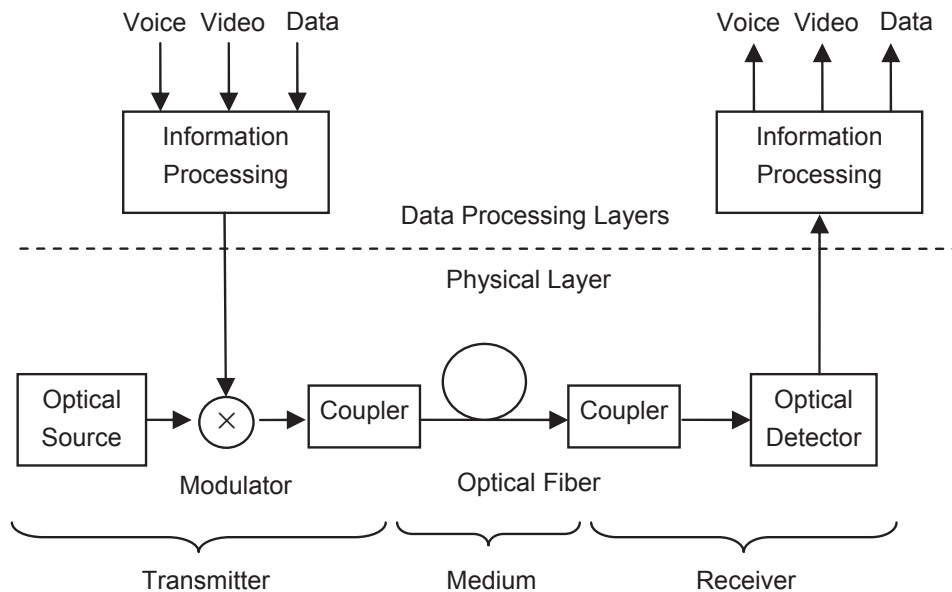 Voice Video Data
Voice Video Data
Information
Processing
Information
Processing
Data Processing Layers
Physical Layer
Optical
Source
×
Coupler
Coupler
Optical
Detector
Modulator
Optical Fiber
Transmitter
Medium
Receiver